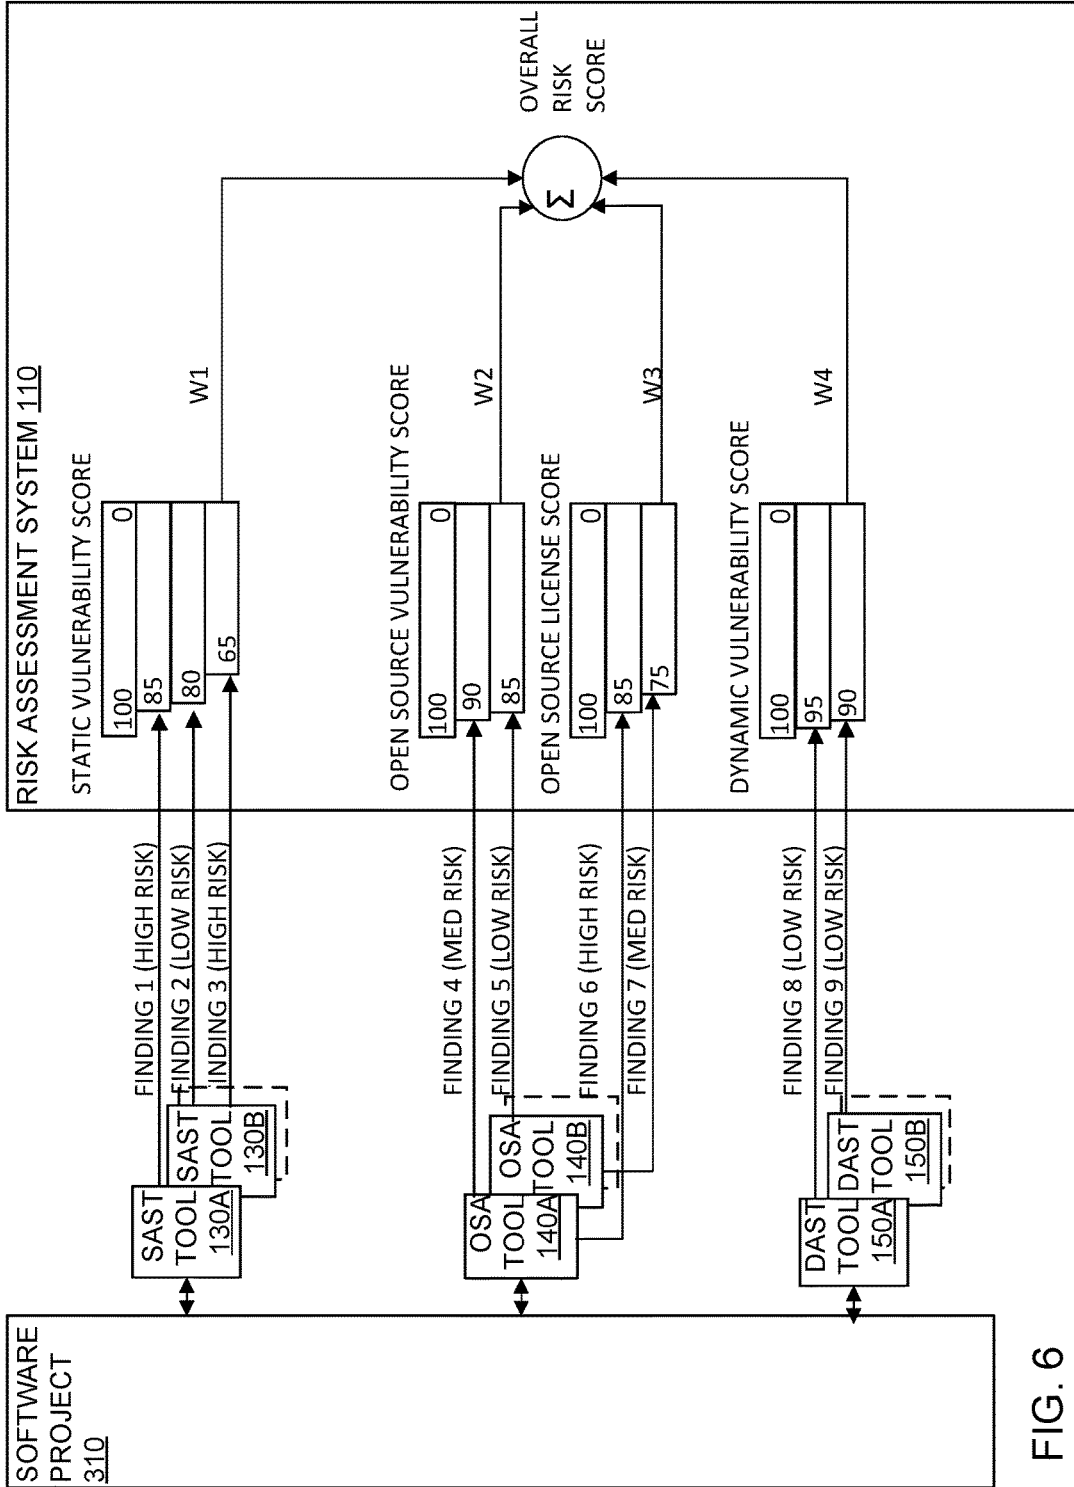 SOFTWARE
PROJECT
310
SAST
TOOL
130A
SAST
TOOL
130B
OSA
TOOL
140A
OSA
TOOL
140B
DAST
TOOL
150A
DAST
TOOL
150B
FINDING 1 (HIGH RISK)
FINDING 2 (LOW RISK)
INDING 3 (HIGH RISK)
FINDING 4 (MED RISK)
FINDING 5 (LOW RISK)
FINDING 6 (HIGH RISK)
FINDING 7 (MED RISK)
FINDING 8 (LOW RISK)
FINDING 9 (LOW RISK)
RISK ASSESSMENT SYSTEM 110
STATIC VULNERABILITY SCORE
100 0
85
80
65
W1
OPEN SOURCE VULNERABILITY SCORE
100 0
90
85
W2
OPEN SOURCE LICENSE SCORE
100 0
85
75
W3
DYNAMIC VULNERABILITY SCORE
100 0
95
90
W4
Σ
OVERALL
RISK
SCORE
FIG. 6